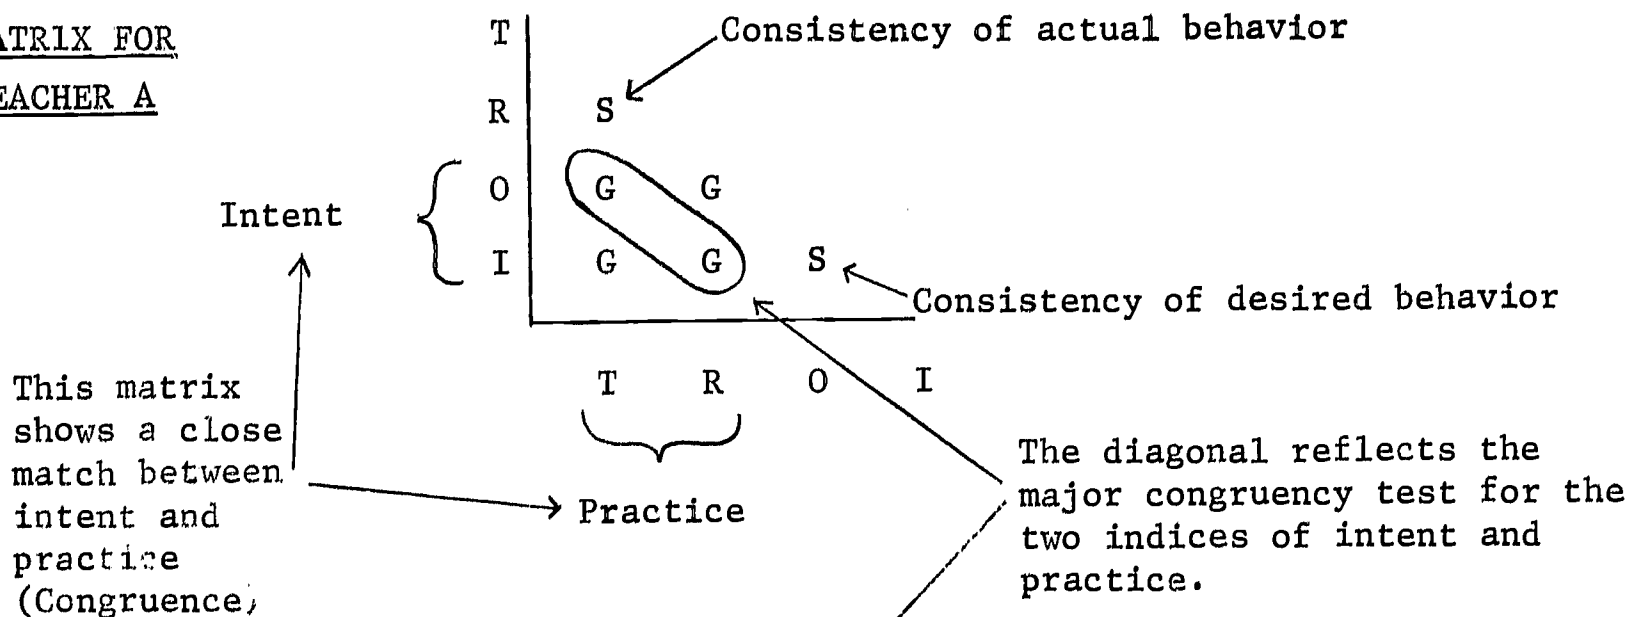 ATRIX FOR
EACHER A
T
Consistency of actual behavior
R S
O G G
Intent
I G G S
Consistency of desired behavior
T R O I
This matrix
shows a close
match between
intent and
practice
(Congruence)
Practice
The diagonal reflects the
major congruency test for the
two indices of intent and
practice.